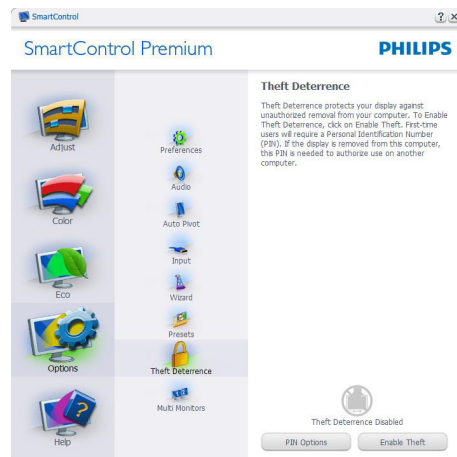 SmartControl
? X
SmartControl Premium
PHILIPS
Adjust
Color
Eco
Options
Help
Preferences
Audio
Auto Pivot
Input
Wizard
Presets
Theft Deterrence
Multi Monitors
Theft Deterrence
Theft Deterrence protects your display against
unauthorized removal from your computer. To Enable
Theft Deterrence, click on Enable Theft. First-time
users will require a Personal Identification Number
(PIN). If the display is removed from this computer,
this PIN is needed to authorize use on another
computer.
Theft Deterrence Disabled
PIN Options
Enable Theft